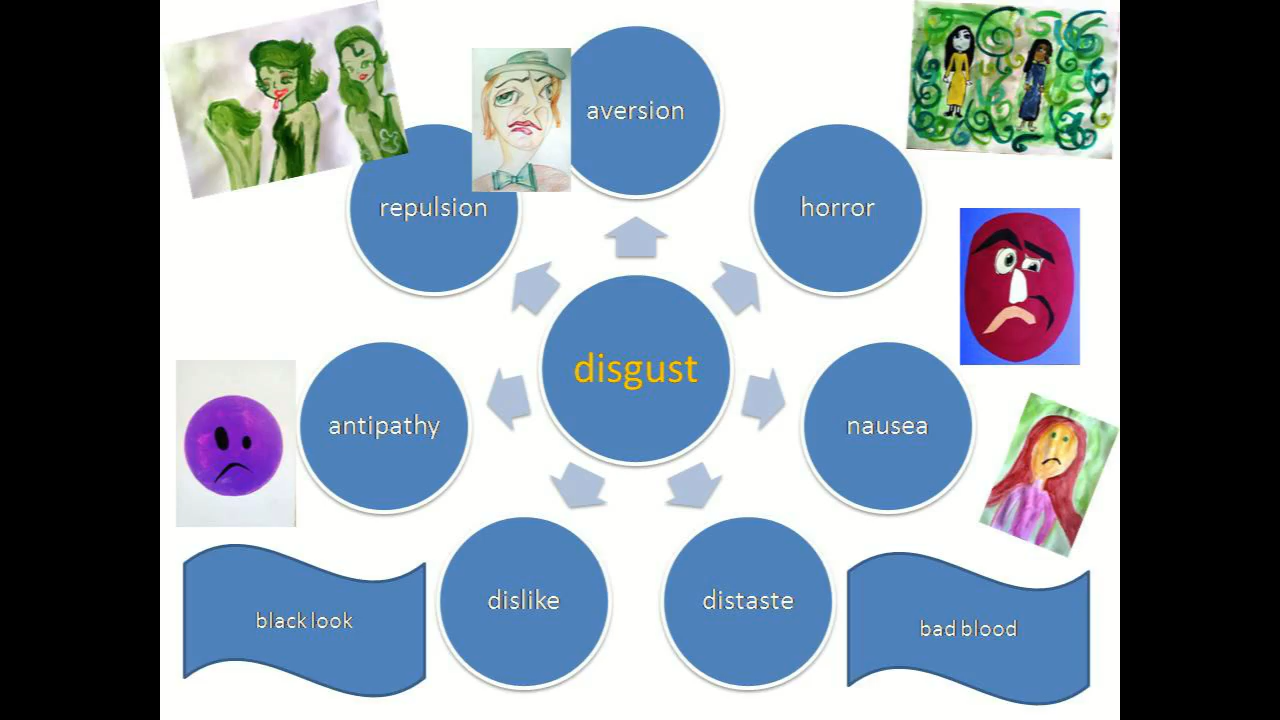 aversion
repulsion
horror
disgust
antipathy
nausea
dislike
distaste
black look
bad blood